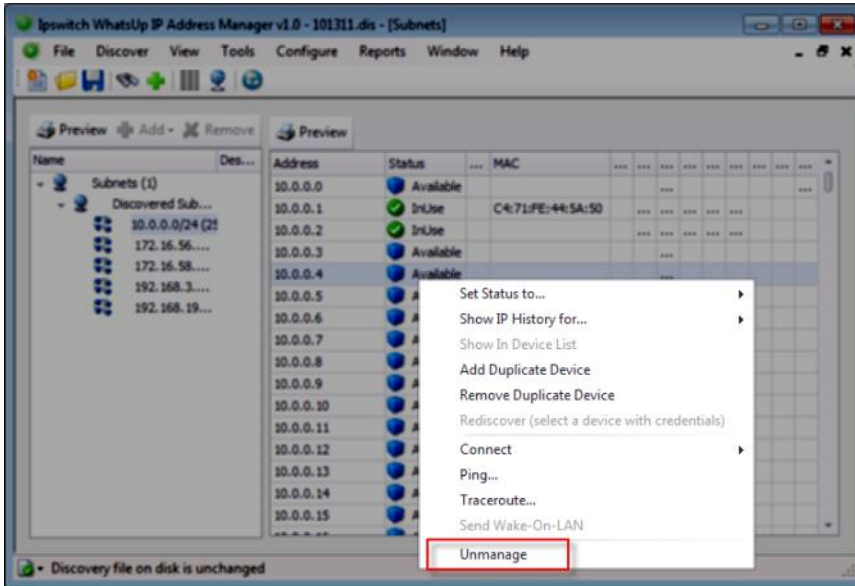 Ipswitch WhatsUp IP Address Manager v1.0 - 101311.dis - [Subnets]
File Discover View Tools Configure Reports Window Help
Preview Add Remove
Preview
Name Des...
Address Status ... MAC ... ... ... ... ... ... ... ... ...
Subnets (1)
10.0.0.0 Available ... ...
Discovered Sub...
10.0.0.1 InUse C4:71:FE:44:5A:50 ... ... ... ... ...
10.0.0.0/24 (25
10.0.0.2 InUse ... ... ... ... ...
172.16.56....
10.0.0.3 Available ...
172.16.58....
10.0.0.4 Available ...
192.168.3....
10.0.0.5 A
192.168.19...
10.0.0.6 A
10.0.0.7 A
10.0.0.8 A
10.0.0.9 A
10.0.0.10 A
10.0.0.11 A
10.0.0.12 A
10.0.0.13 A
10.0.0.14 A
10.0.0.15 A
Set Status to...
Show IP History for...
Show In Device List
Add Duplicate Device
Remove Duplicate Device
Rediscover (select a device with credentials)
Connect
Ping...
Traceroute...
Send Wake-On-LAN
Unmanage
Discovery file on disk is unchanged